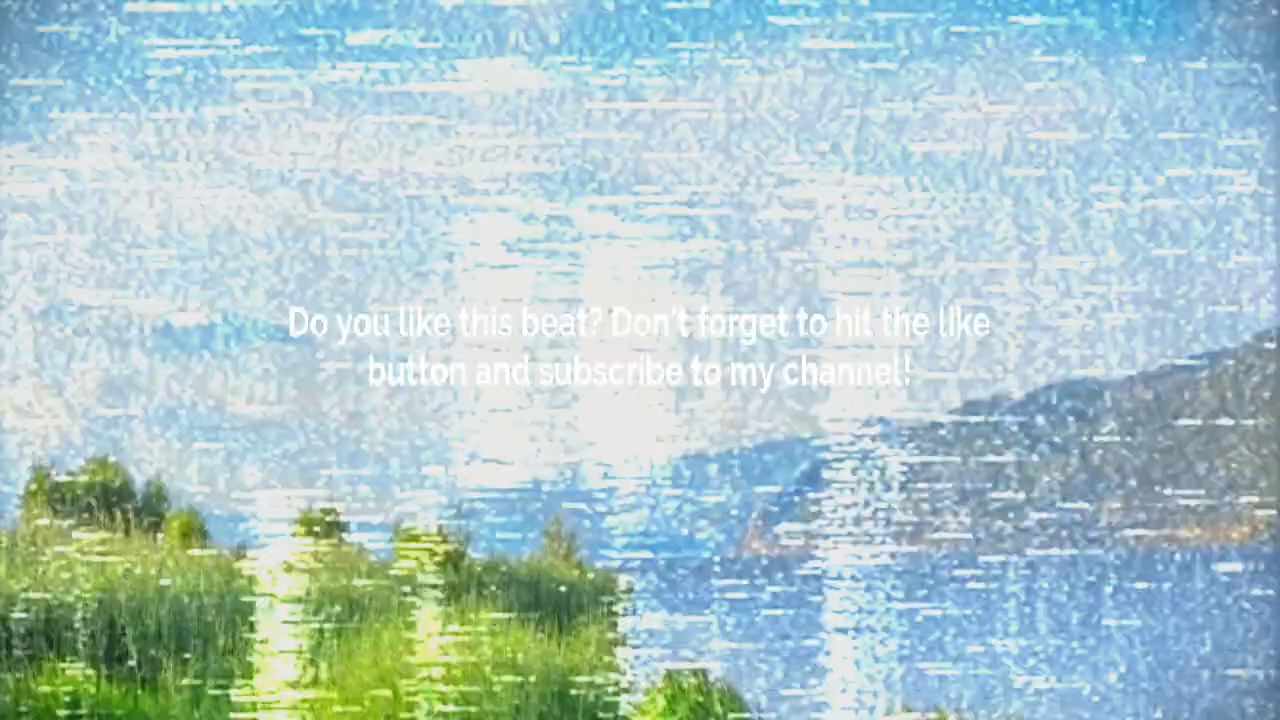 Do you like this beat? Don't forget to hit the like
button and subscribe to my channel!